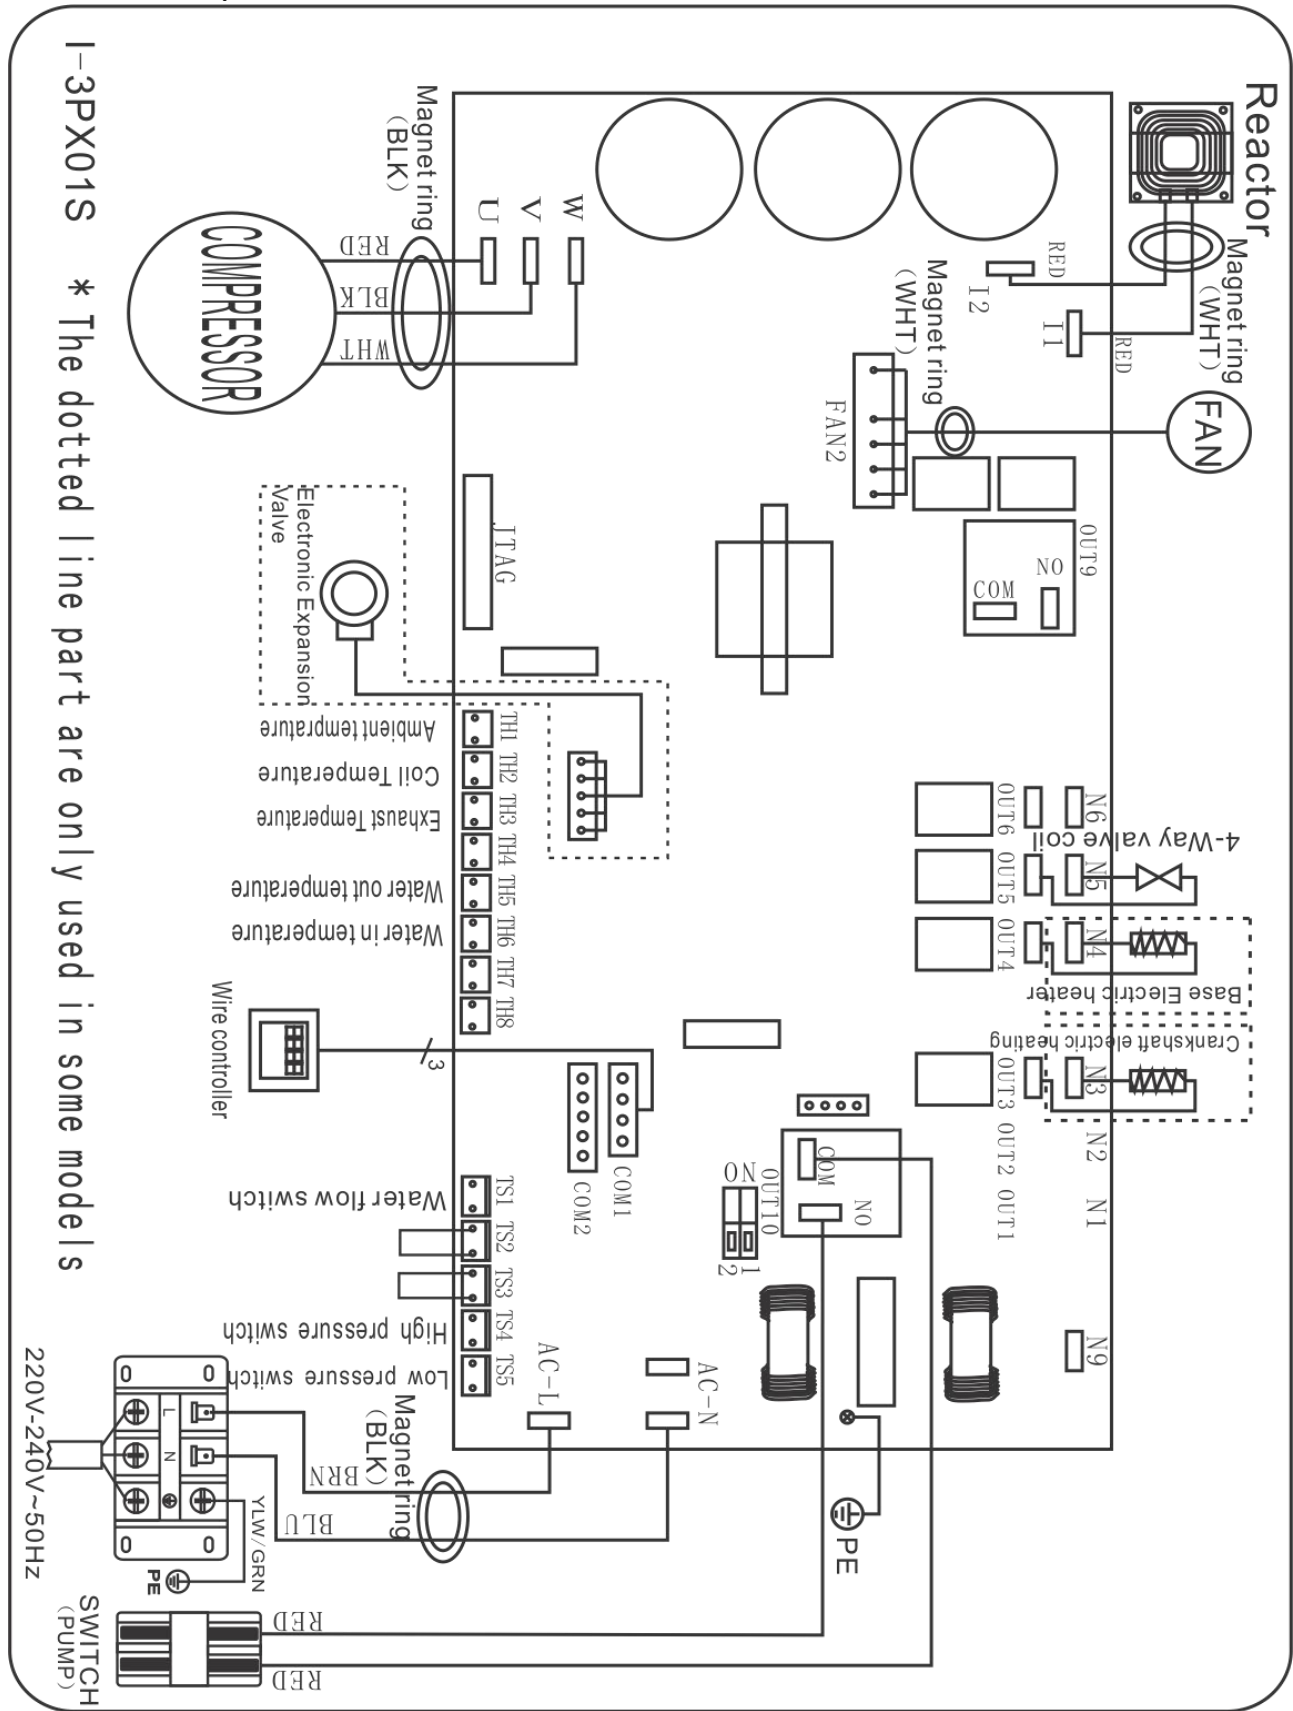 Reactor
Magnet ring
(WHT)
RED
RED
I2
I1
FAN
Magnet ring
(WHT)
FAN2
Magnet ring
(BLK)
U
V
W
RED
BLK
WHT
COMPRESSOR
I-3PX01S
* The dotted line part are only used in some models
OUT9
NO
COM
JTAG
Electronic Expansion
Valve
TH1
TH2
TH3
TH4
TH5
TH6
TH7
TH8
Ambient temprature
Coil Temperature
Exhaust Temperature
Water out temperature
Water in temperature
Wire controller
3
COM1
COM2
OUT6
OUT5
OUT4
OUT3
OUT2
OUT1
N6
N5
N4
N3
N2
N1
N9
4-Way valve coil
Base Electric heater
Crankshaft electric heating
COM
NO
OUT10
NO
1
2
TS1
TS2
TS3
TS4
TS5
Water flow switch
High pressure switch
Low pressure switch
AC-L
AC-N
Magnet ring
(BLK)
BRN
BLU
L
N
YLW/GRN
PE
PE
220V-240V~50Hz
SWITCH
(PUMP)
RED
RED